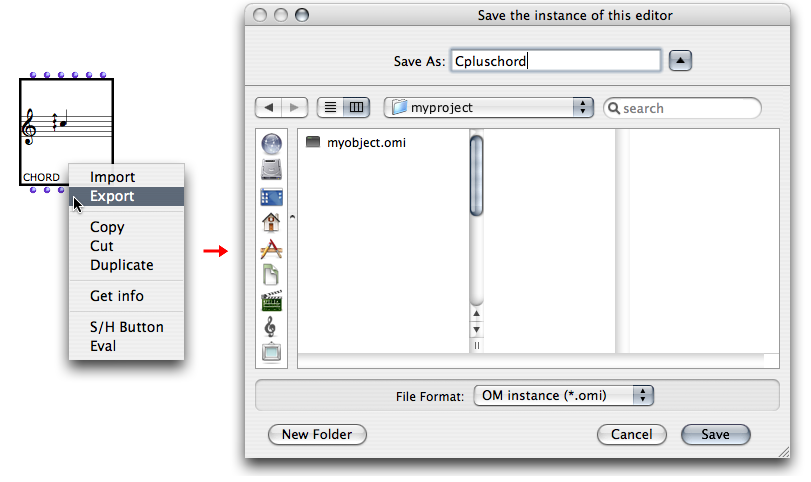 CHORD
Import
Export
Copy
Cut
Duplicate
Get info
S/H Button
Eval
Save the instance of this editor
Save As: Cpluschord
myproject
search
myobject.omi
File Format: OM instance (*.omi)
New Folder Cancel Save